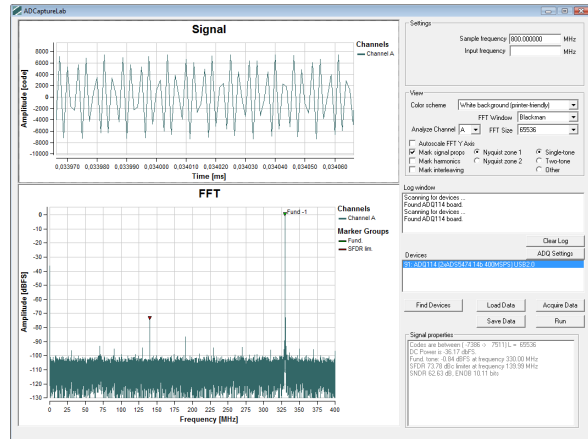 ADCaptureLab
Signal
Amplitude [code]
8000
6000
4000
2000
0
-2000
-4000
-6000
-8000
-10000
0,033970 0,033980 0,033990 0,034000 0,034010 0,034020 0,034030 0,034040 0,034050 0,034060
Time [ms]
Channels
Channel A
FFT
Amplitude [dBFS]
0
-10
-20
-30
-40
-50
-60
-70
-80
-90
-100
-110
-120
-130
Fund -1
0 25 50 75 100 125 150 175 200 225 250 275 300 325 350 375 400
Frequency [MHz]
Channels
Channel A
Marker Groups
Fund.
SFDR lim.
Settings
Sample frequency 800.000000 MHz
Input frequency MHz
View
Color scheme White background (printer-friendly)
FFT Window Blackman
Analyze Channel A FFT Size 65536
Autoscale FFT Y Axis
Mark signal props Nyquist zone 1 Single-tone
Mark harmonics Nyquist zone 2 Two-tone
Mark interleaving Other
Log window
Scanning for devices ...
Found ADQ114 board.
Scanning for devices ...
Found ADQ114 board.
Clear Log
Devices ADQ Settings
91: ADQ114 (2xADS5474 14b 400MSPS) USB2.0
Find Devices Load Data Acquire Data
Save Data Run
Signal properties
Codes are between ( -7386 <> 7511) L = 65536
DC Power is -36.17 dbFS
Fund. tone: -0.84 dBFS at frequency 330.00 MHz
SFDR 73.78 dBc limiter at frequency 139.99 MHz
SNDR 62.63 dB, ENOB 10.11 bits